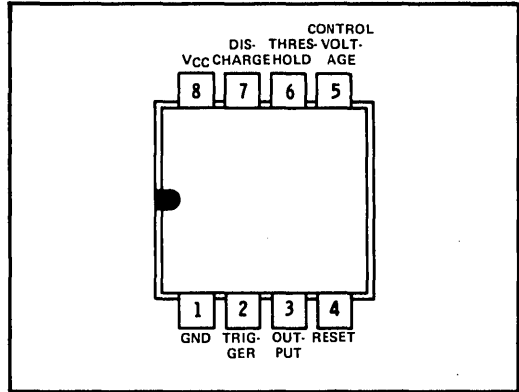 CONTROL
DIS- THRES- VOLT-
VCC CHARGE HOLD AGE
8 7 6 5
1 2 3 4
GND TRIG- OUT- RESET
GER PUT